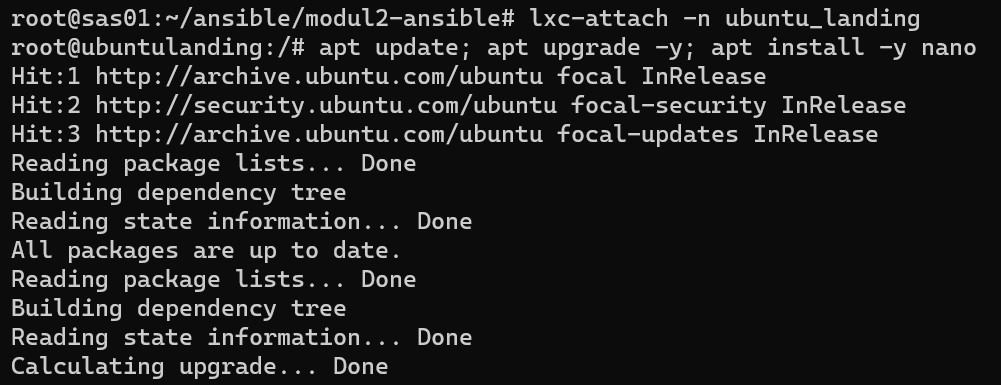 root@sas01:~/ansible/modul2-ansible# lxc-attach -n ubuntu_landing
root@ubuntulanding:/# apt update; apt upgrade -y; apt install -y nano
Hit:1 http://archive.ubuntu.com/ubuntu focal InRelease
Hit:2 http://security.ubuntu.com/ubuntu focal-security InRelease
Hit:3 http://archive.ubuntu.com/ubuntu focal-updates InRelease
Reading package lists... Done
Building dependency tree
Reading state information... Done
All packages are up to date.
Reading package lists... Done
Building dependency tree
Reading state information... Done
Calculating upgrade... Done